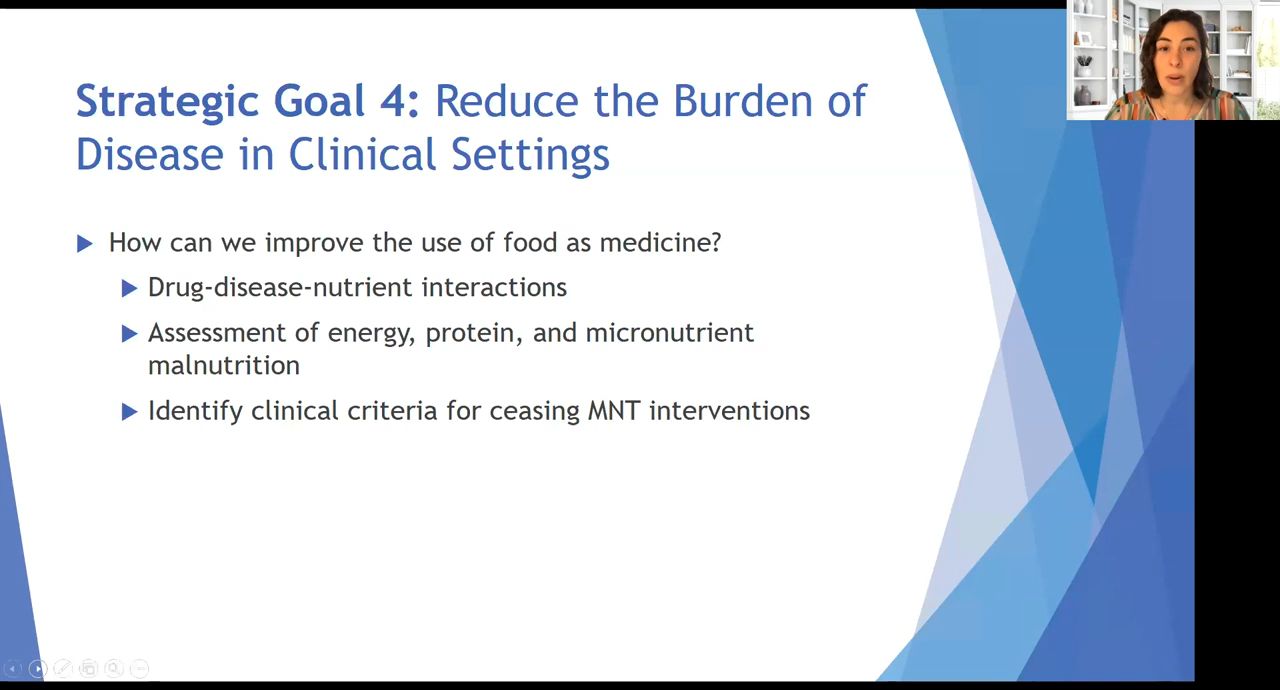 Strategic Goal 4: Reduce the Burden of
Disease in Clinical Settings
How can we improve the use of food as medicine?
Drug-disease-nutrient interactions
Assessment of energy, protein, and micronutrient
malnutrition
Identify clinical criteria for ceasing MNT interventions